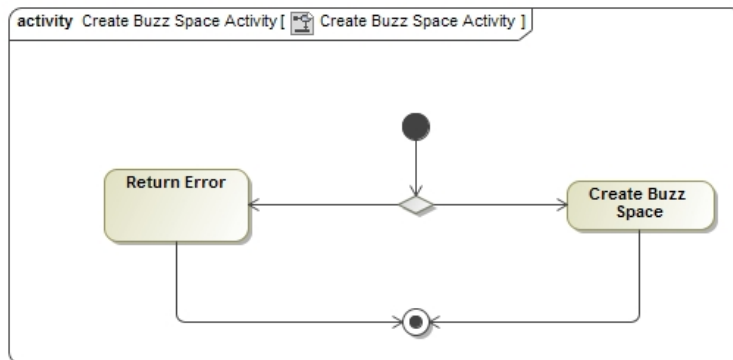 activity Create Buzz Space Activity [ Create Buzz Space Activity ]
Return Error
Create Buzz
Space